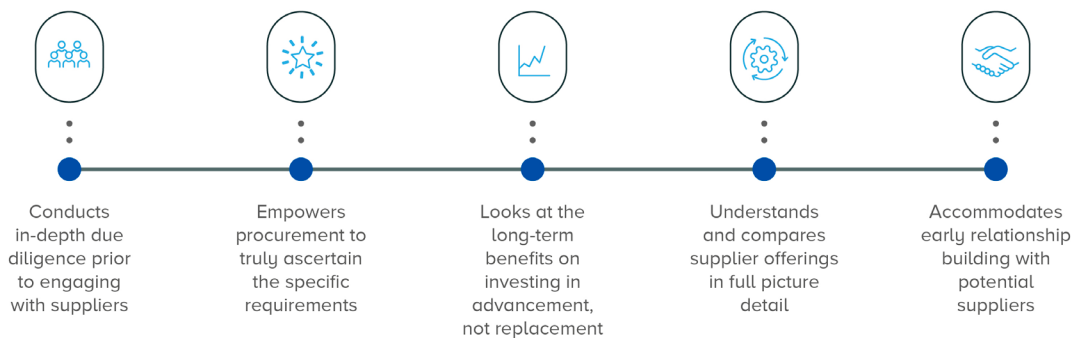 Conducts
in-depth due
diligence prior
to engaging
with suppliers
Empowers
procurement to
truly ascertain
the specific
requirements
Looks at the
long-term
benefits on
investing in
advancement,
not replacement
Understands
and compares
supplier offerings
in full picture
detail
Accommodates
early relationship
building with
potential
suppliers